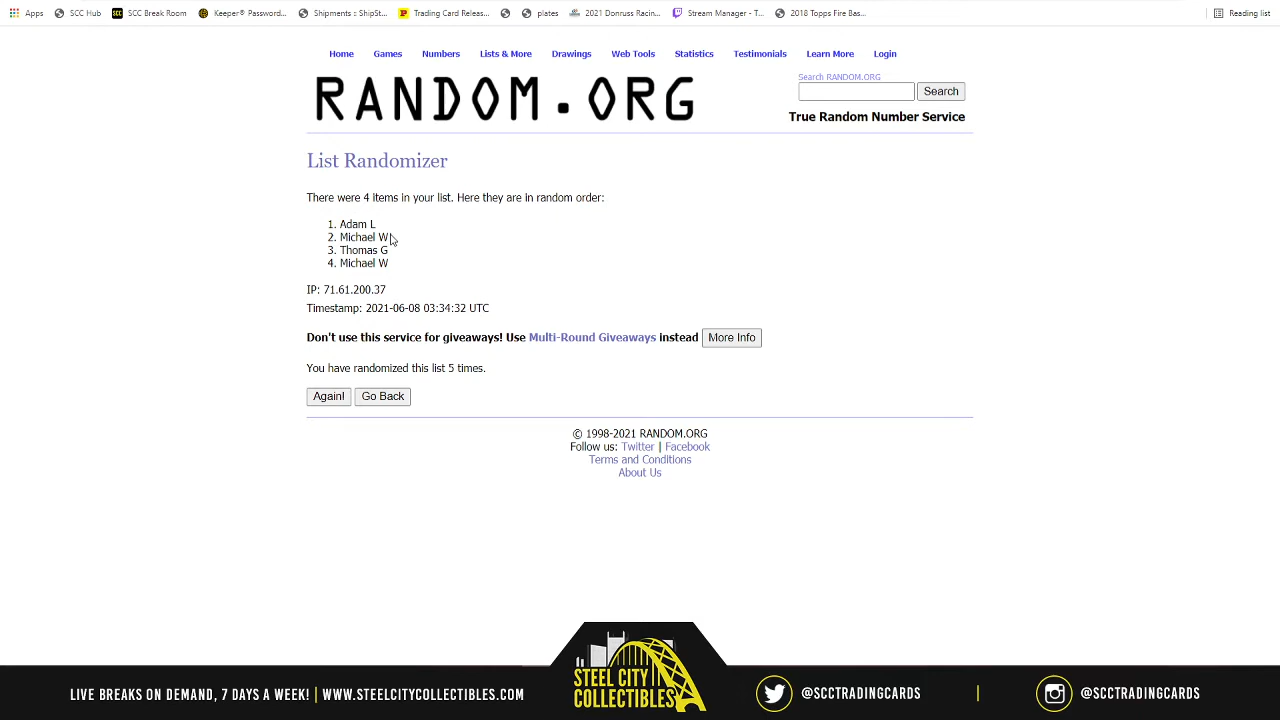 Apps SCC Hub SCC Break Room Keeper® Password... Shipments :: ShipSt... Trading Card Releas... plates 2021 Donruss Racin... Stream Manager - T... 2018 Topps Fire Bas... Reading list
Home Games Numbers Lists & More Drawings Web Tools Statistics Testimonials Learn More Login
RANDOM.ORG
Search RANDOM.ORG
Search
True Random Number Service
List Randomizer
There were 4 items in your list. Here they are in random order:
1. Adam L
2. Michael W
3. Thomas G
4. Michael W
IP: 71.61.200.37
Timestamp: 2021-06-08 03:34:32 UTC
Don't use this service for giveaways! Use Multi-Round Giveaways instead More Info
You have randomized this list 5 times.
Again! Go Back
© 1998-2021 RANDOM.ORG
Follow us: Twitter | Facebook
Terms and Conditions
About Us
LIVE BREAKS ON DEMAND, 7 DAYS A WEEK! | WWW.STEELCITYCOLLECTIBLES.COM
STEEL CITY
COLLECTIBLES
@SCCTRADINGCARDS | @SCCTRADINGCARDS